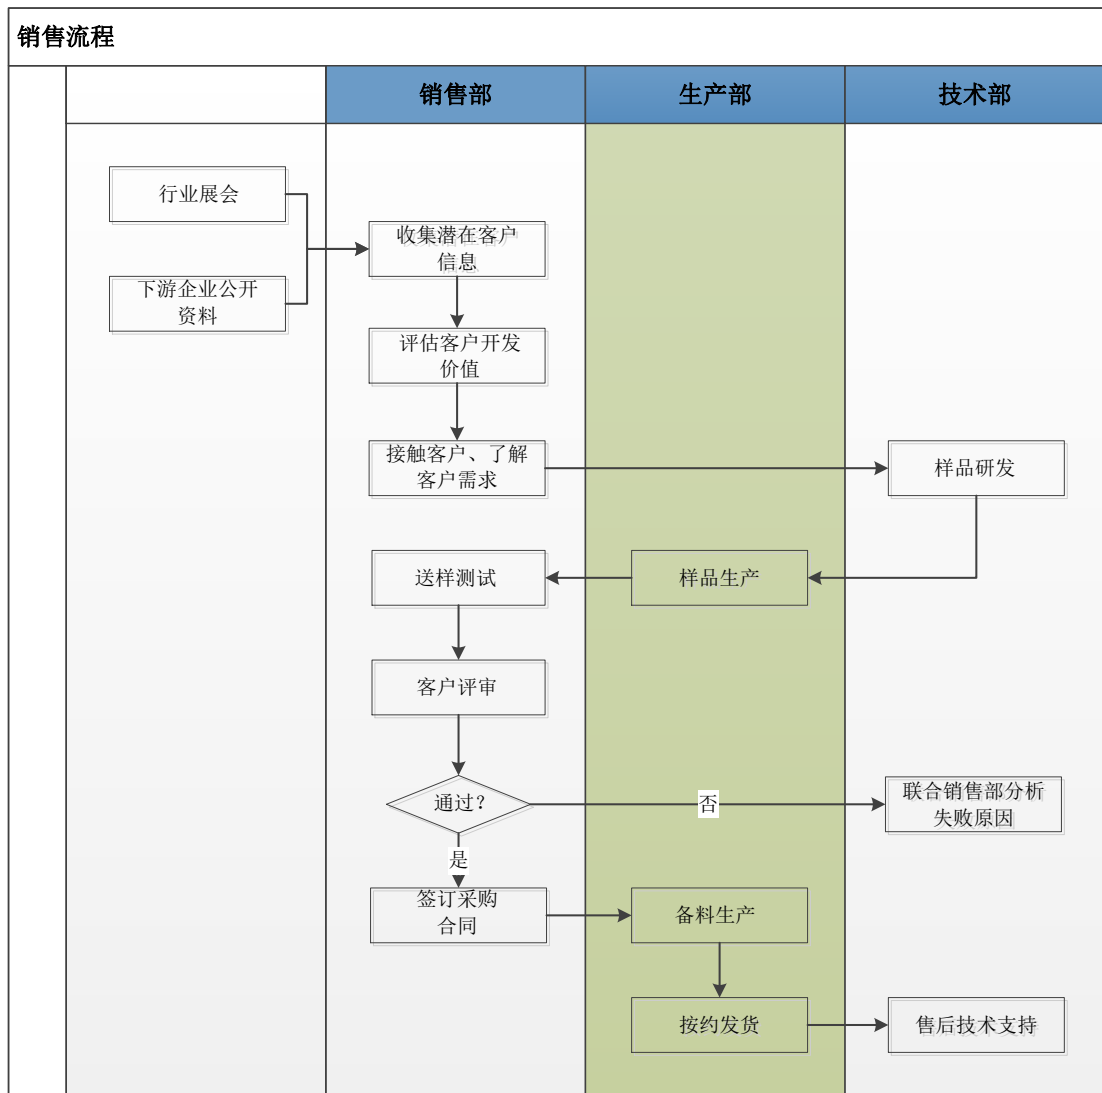 销售流程
销售部
生产部
技术部
行业展会
收集潜在客户
信息
下游企业公开
资料
评估客户开发
价值
接触客户、了解
客户需求
样品研发
送样测试
样品生产
客户评审
通过?
否
联合销售部分析
失败原因
是
签订采购
合同
备料生产
按约发货
售后技术支持